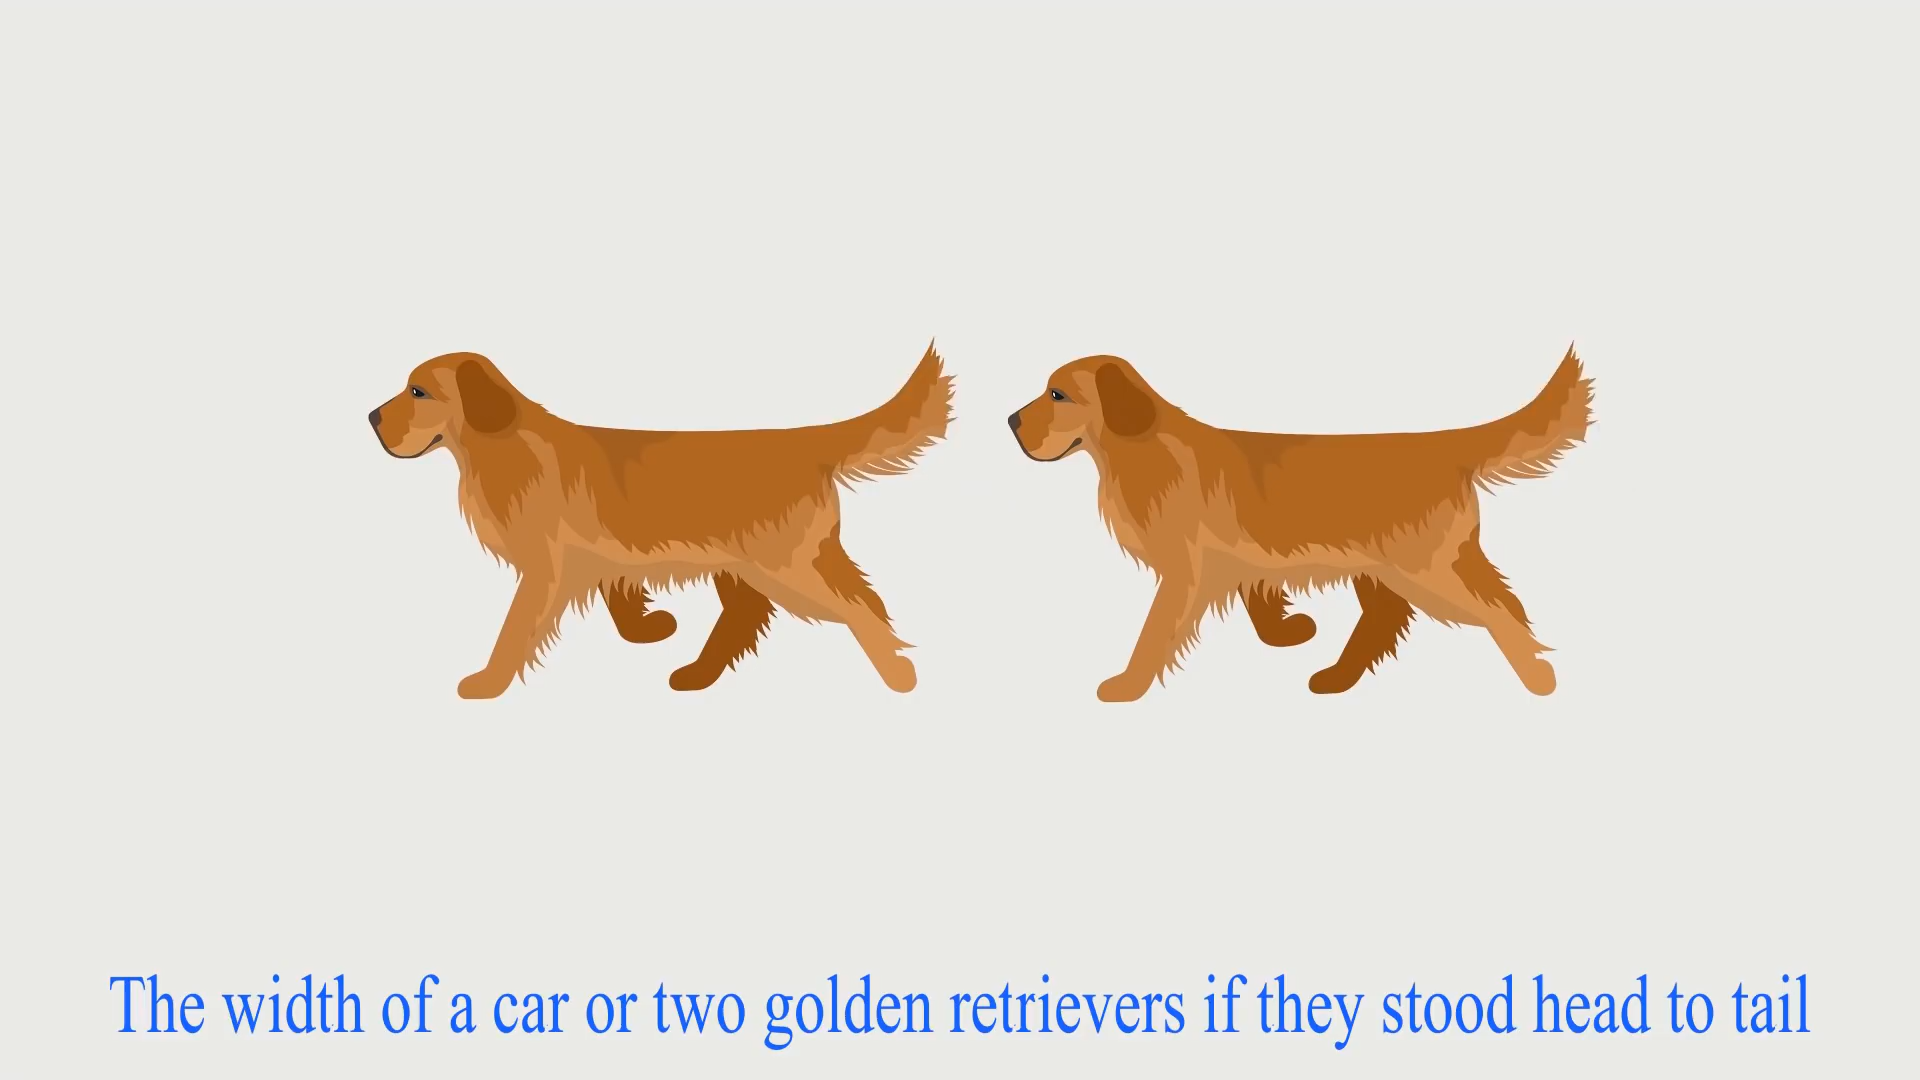 The width of a car or two golden retrievers if they stood head to tail